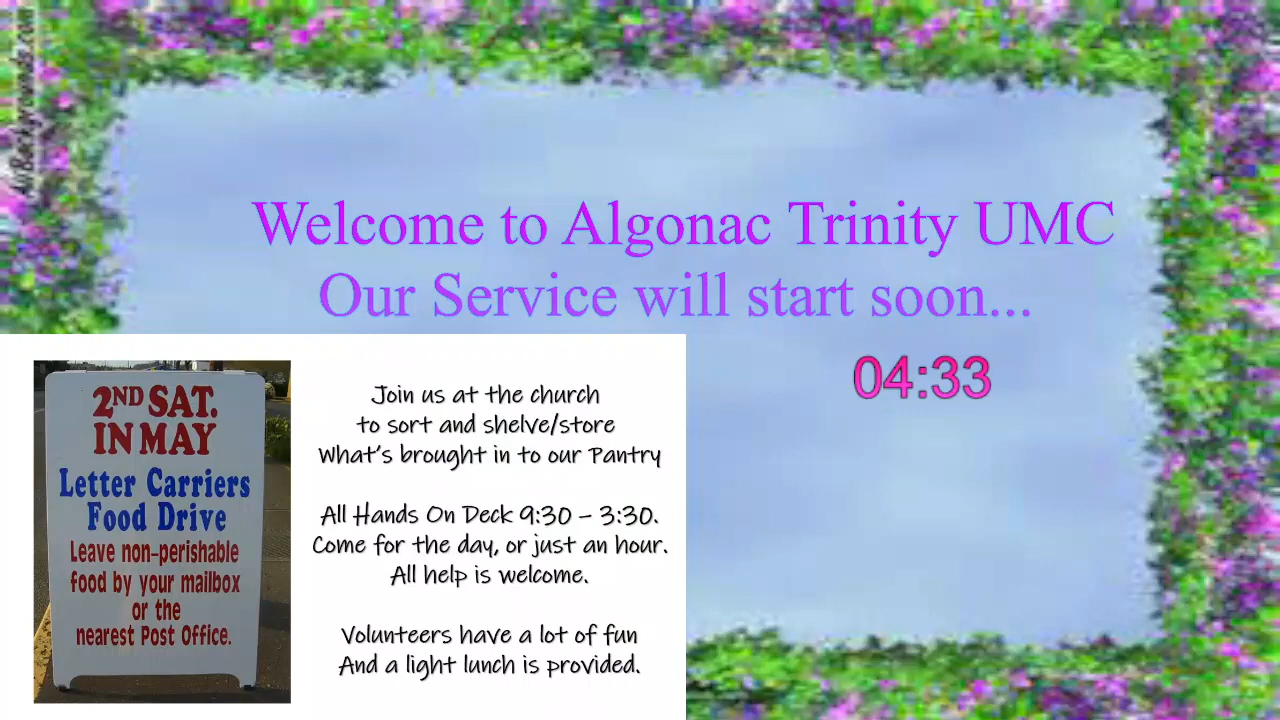 Welcome to Algonac Trinity UMC
Our Service will start soon...
04:33
2ND SAT.
IN MAY
Letter Carriers
Food Drive
Leave non-perishable
food by your mailbox
or the
nearest Post Office.
Join us at the church
to sort and shelve/store
What's brought in to our Pantry
All Hands On Deck 9:30 – 3:30.
Come for the day, or just an hour.
All help is welcome.
Volunteers have a lot of fun
And a light lunch is provided.